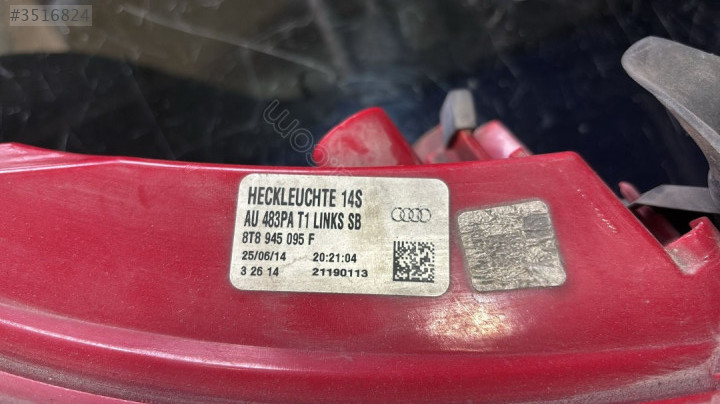 #3516824
HECKLEUCHTE 14S
AU 483PA T1 LINKS SB
8T8 945 095 F
25/06/14 20:21:04
3 26 14 21190113